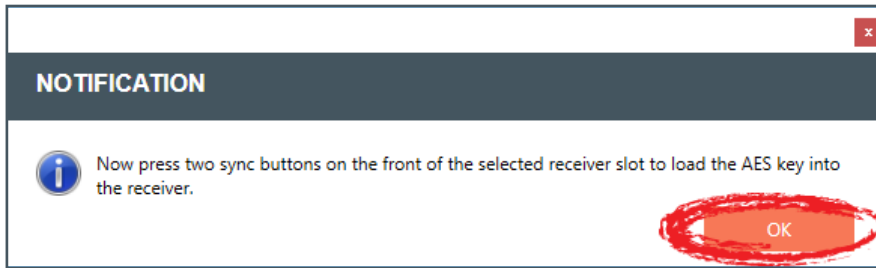 x
NOTIFICATION
Now press two sync buttons on the front of the selected receiver slot to load the AES key into
the receiver.
OK